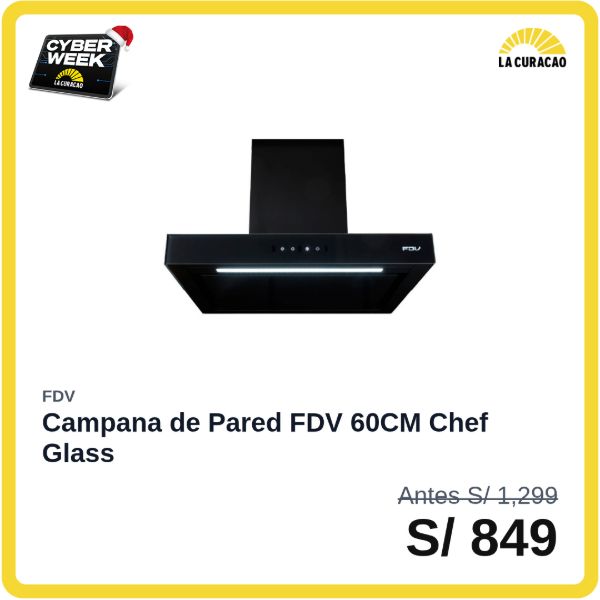 CYBER
WEEK
LA CURACAO
LA CURACAO
FDV
FDV
Campana de Pared FDV 60CM Chef
Glass
Antes S/ 1,299
S/ 849